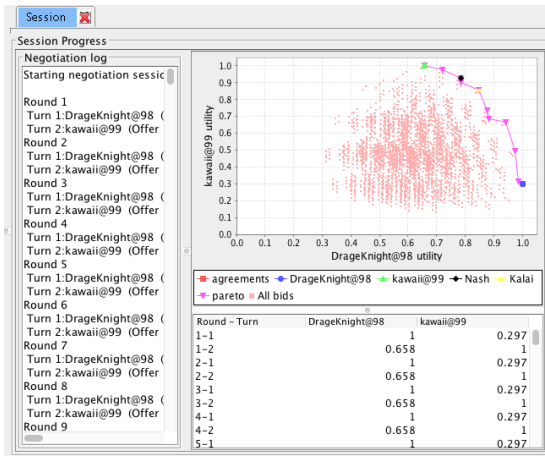 Session
Session Progress
Negotiation log
Starting negotiation sessic
Round 1
Turn 1:DrageKnight@98 (
Turn 2:kawaii@99 (Offer
Round 2
Turn 1:DrageKnight@98 (
Turn 2:kawaii@99 (Offer
Round 3
Turn 1:DrageKnight@98 (
Turn 2:kawaii@99 (Offer
Round 4
Turn 1:DrageKnight@98 (
Turn 2:kawaii@99 (Offer
Round 5
Turn 1:DrageKnight@98 (
Turn 2:kawaii@99 (Offer
Round 6
Turn 1:DrageKnight@98 (
Turn 2:kawaii@99 (Offer
Round 7
Turn 1:DrageKnight@98 (
Turn 2:kawaii@99 (Offer
Round 8
Turn 1:DrageKnight@98 (
Turn 2:kawaii@99 (Offer
Round 9
kawaii@99 utility
1.0
0.9
0.8
0.7
0.6
0.5
0.4
0.3
0.2
0.1
0.0
0.0 0.1 0.2 0.3 0.4 0.5 0.6 0.7 0.8 0.9 1.0
DrageKnight@98 utility
agreements DrageKnight@98 kawaii@99 Nash Kalai
pareto All bids
Round - Turn DrageKnight@98 kawaii@99
1-1 1 0.297
1-2 0.658 1
2-1 1 0.297
2-2 0.658 1
3-1 1 0.297
3-2 0.658 1
4-1 1 0.297
4-2 0.658 1
5-1 1 0.297